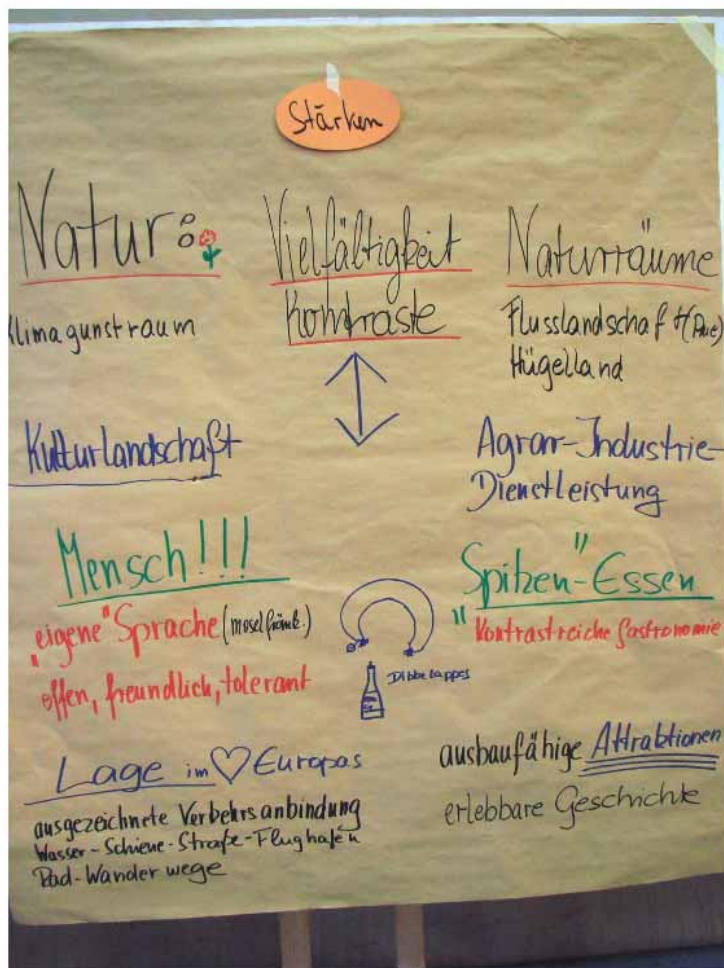 Stärken
Natur:
Klimagunstraum
Vielfältigkeit
Kontraste
Naturräume
Flusslandschaft (Aue)
Hügelland
Kulturlandschaft
Agrar-Industrie-
Dienstleistung
Mensch!!!
"eigene" Sprache (moselfränk.)
offen, freundlich, tolerant
Dibbelappes
"Spitzen"-Essen
Kontrastreiche Gastronomie
Lage im ♡ Europas
ausgezeichnete Verkehrsanbindung
Wasser-Schiene-Straße-Flughafen
Rad-Wanderwege
ausbaufähige Attraktionen
erlebbare Geschichte